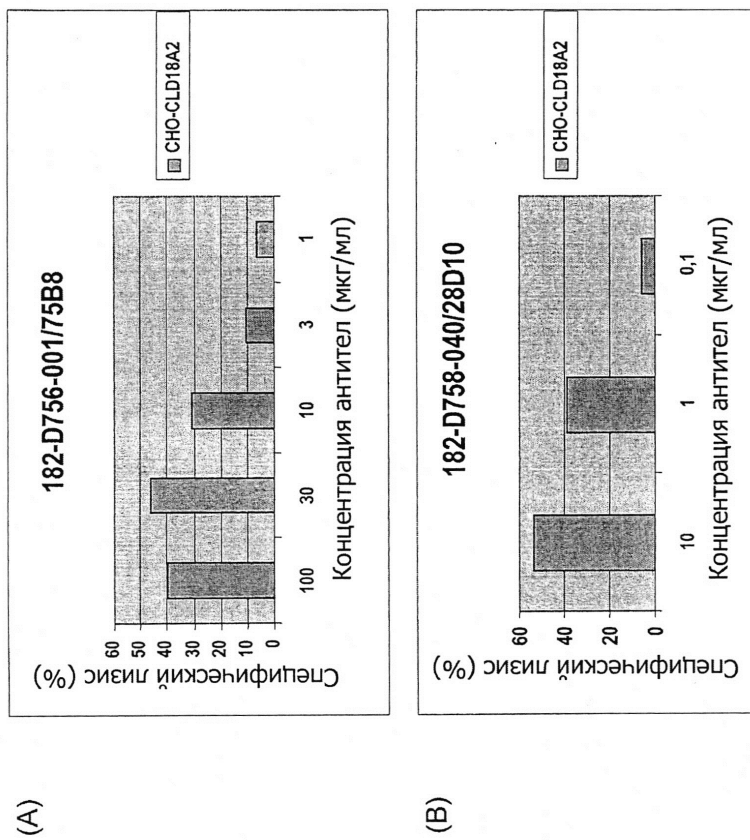 (A)
182-D756-001/75B8
Специфический лизис (%)
60
50
40
30
20
10
0
100
30
10
3
1
Концентрация антител (мкг/мл)
CHO-CLD18A2
(B)
182-D758-040/28D10
Специфический лизис (%)
60
40
20
0
10
1
0,1
Концентрация антител (мкг/мл)
CHO-CLD18A2